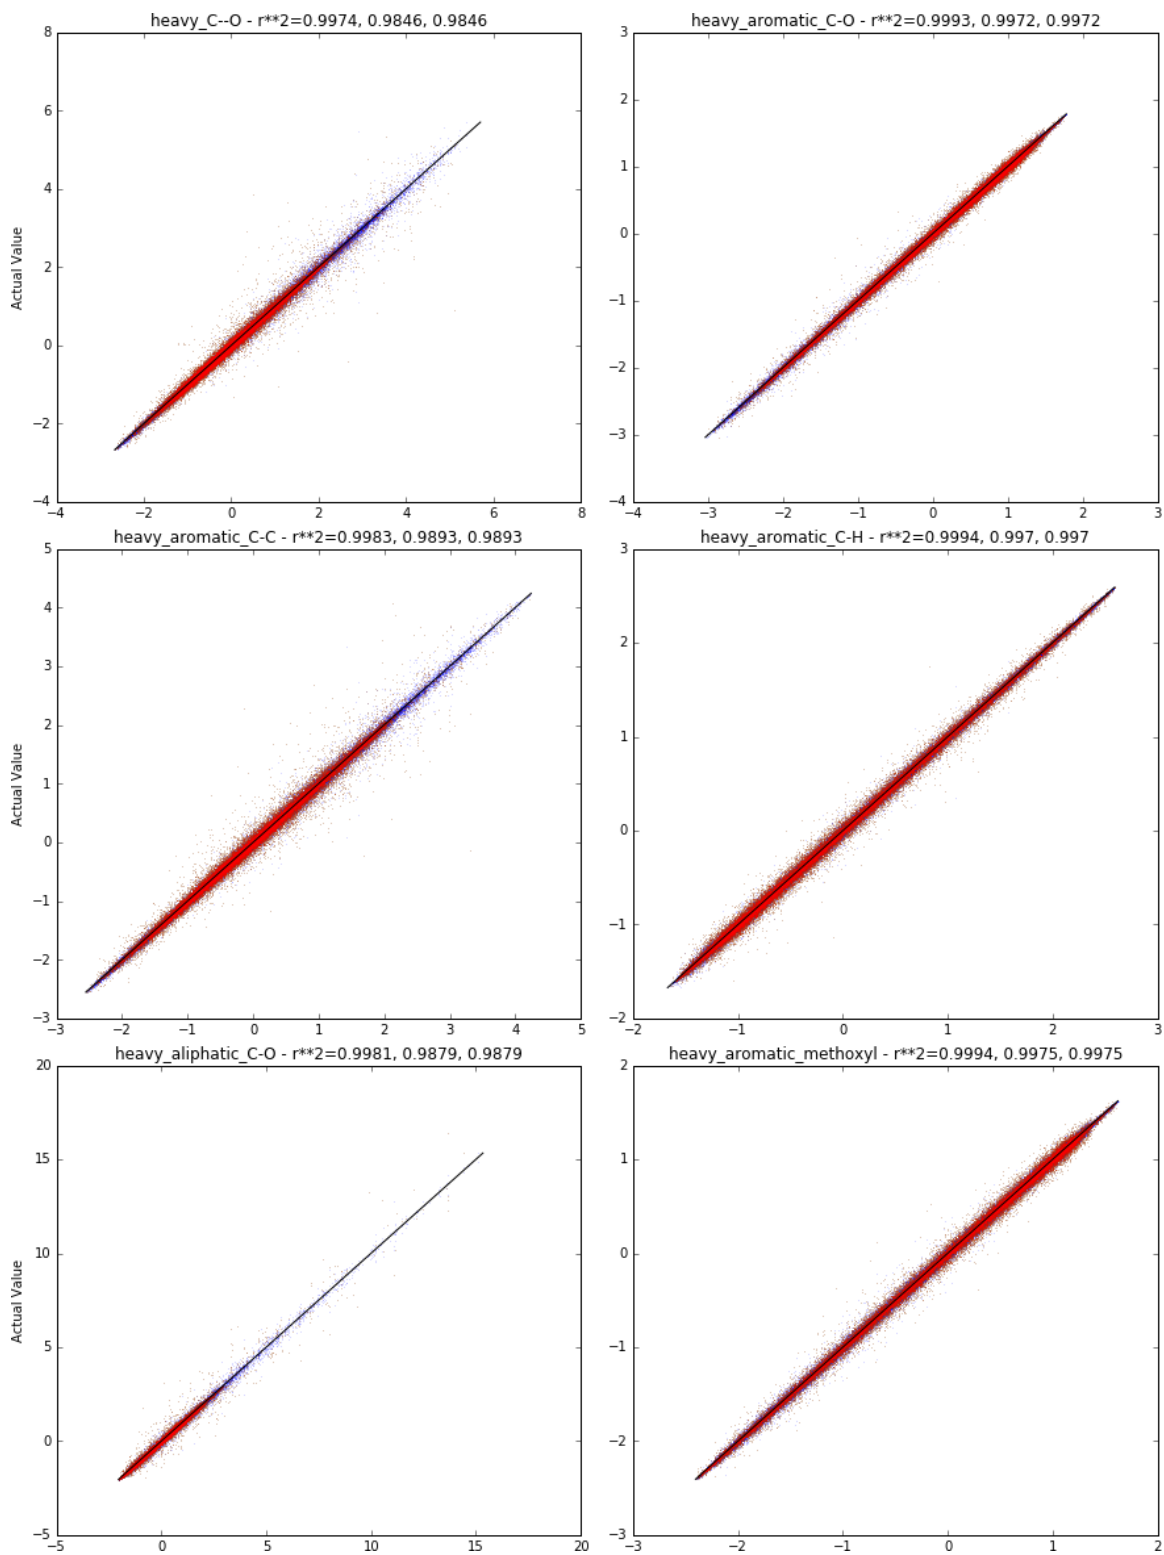 heavy_C--O - r**2=0.9974, 0.9846, 0.9846
heavy_aromatic_C-O - r**2=0.9993, 0.9972, 0.9972
8
6
4
2
0
−2
−4
Actual Value
−4 −2 0 2 4 6 8
3
2
1
0
−1
−2
−3
−4
−4 −3 −2 −1 0 1 2 3
heavy_aromatic_C-C - r**2=0.9983, 0.9893, 0.9893
heavy_aromatic_C-H - r**2=0.9994, 0.997, 0.997
5
4
3
2
1
0
−1
−2
−3
Actual Value
−3 −2 −1 0 1 2 3 4 5
3
2
1
0
−1
−2
−2 −1 0 1 2 3
heavy_aliphatic_C-O - r**2=0.9981, 0.9879, 0.9879
heavy_aromatic_methoxyl - r**2=0.9994, 0.9975, 0.9975
20
15
10
5
0
−5
Actual Value
−5 0 5 10 15 20
2
1
0
−1
−2
−3
−3 −2 −1 0 1 2